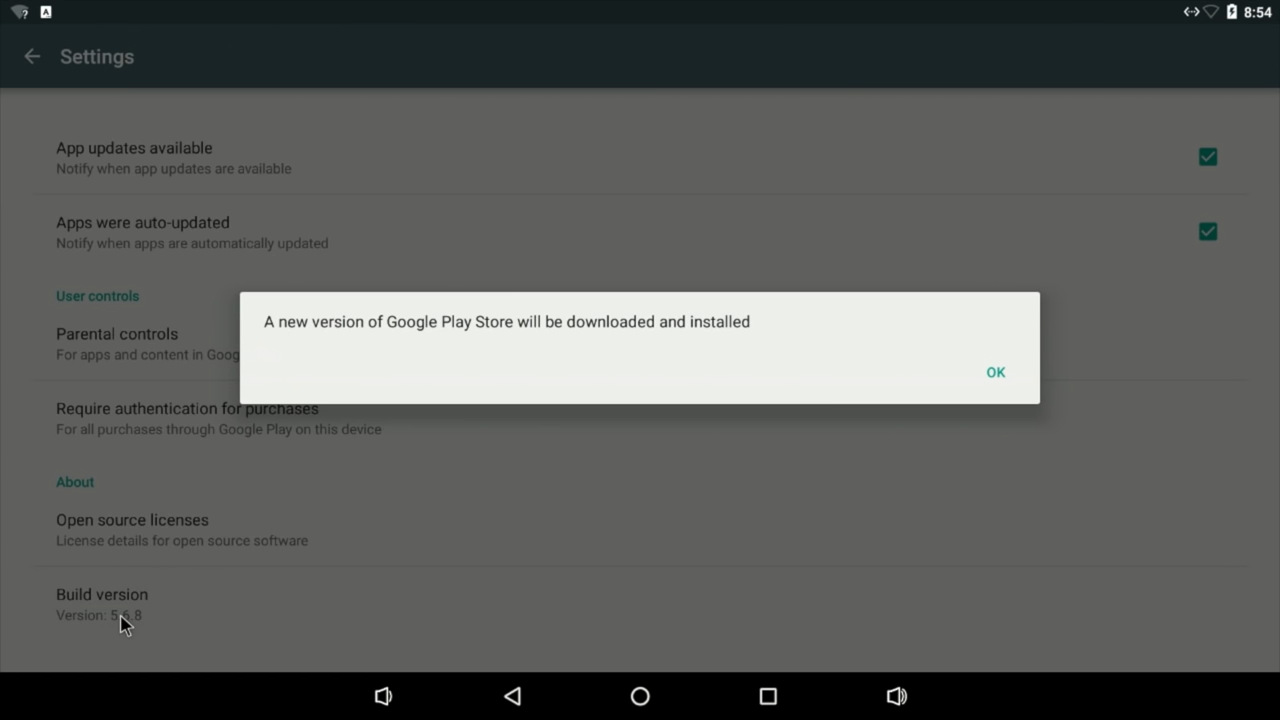 8:54
Settings
App updates available
Notify when app updates are available
Apps were auto-updated
Notify when apps are automatically updated
User controls
Parental controls
For apps and content in Goog
A new version of Google Play Store will be downloaded and installed
OK
Require authentication for purchases
For all purchases through Google Play on this device
About
Open source licenses
License details for open source software
Build version
Version: 5.6.8